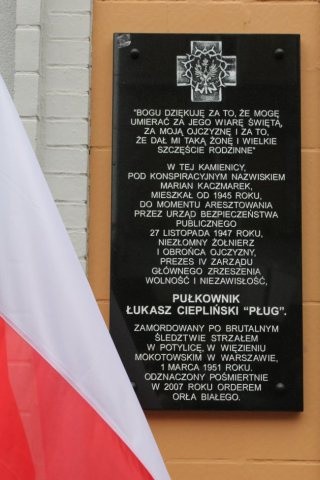 "BOGU DZIĘKUJĘ ZA TO, ŻE MOGĘ
UMIERAĆ ZA JEGO WIARĘ ŚWIĘTĄ,
ZA MOJĄ OJCZYZNĘ I ZA TO,
ŻE DAŁ MI TAKĄ ŻONĘ I WIELKIE
SZCZĘŚCIE RODZINNE"
W TEJ KAMIENICY,
POD KONSPIRACYJNYM NAZWISKIEM
MARIAN KACZMAREK,
MIESZKAŁ OD 1945 ROKU,
DO MOMENTU ARESZTOWANIA
PRZEZ URZĄD BEZPIECZEŃSTWA
PUBLICZNEGO
27 LISTOPADA 1947 ROKU,
NIEZŁOMNY ŻOŁNIERZ
I OBROŃCA OJCZYZNY,
PREZES IV ZARZĄDU
GŁÓWNEGO ZRZESZENIA
WOLNOŚĆ I NIEZAWISŁOŚĆ,
PUŁKOWNIK
ŁUKASZ CIEPLIŃSKI "PŁUG".
ZAMORDOWANY PO BRUTALNYM
ŚLEDZTWIE STRZAŁEM
W POTYLICĘ, W WIĘZIENIU
MOKOTOWSKIM W WARSZAWIE,
1 MARCA 1951 ROKU.
ODZNACZONY POŚMIERTNIE
W 2007 ROKU ORDEREM
ORŁA BIAŁEGO.